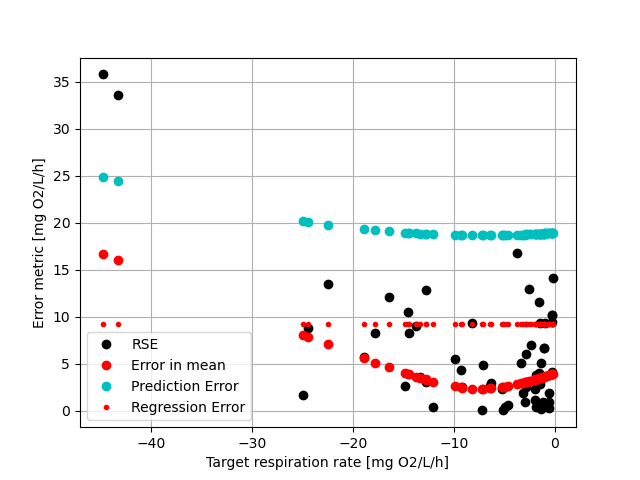 35
30
25
20
15
10
5
0
Error metric [mg O2/L/h]
RSE
Error in mean
Prediction Error
Regression Error
−40 −30 −20 −10 0
Target respiration rate [mg O2/L/h]